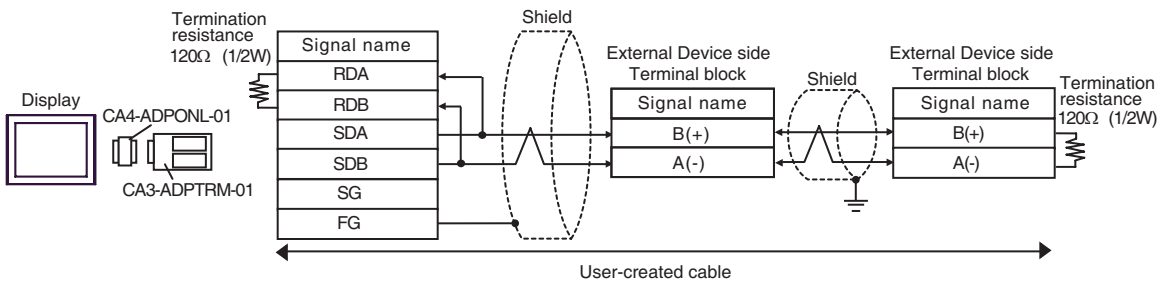 Display
CA4-ADPONL-01
CA3-ADPTRM-01
Termination
resistance
120Ω (1/2W)
Signal name
RDA
RDB
SDA
SDB
SG
FG
Shield
External Device side
Terminal block
Signal name
B(+)
A(-)
Shield
External Device side
Terminal block
Signal name
B(+)
A(-)
Termination
resistance
120Ω (1/2W)
User-created cable